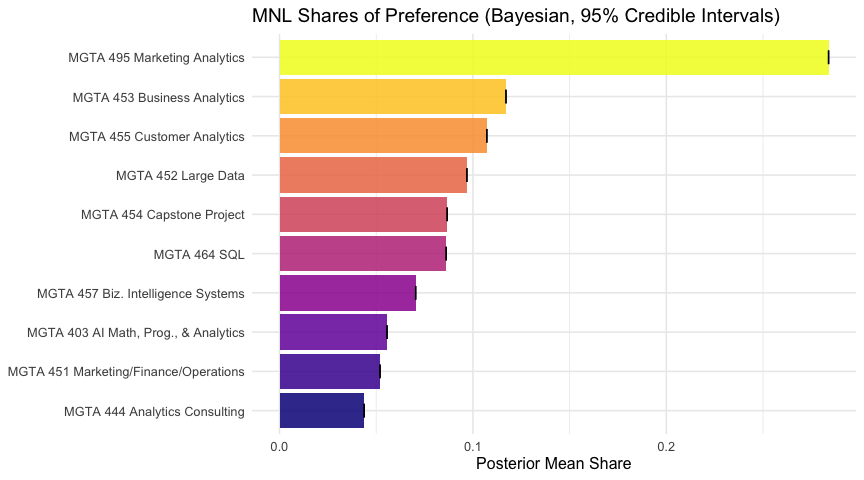 MNL Shares of Preference (Bayesian, 95% Credible Intervals)
MGTA 495 Marketing Analytics
MGTA 453 Business Analytics
MGTA 455 Customer Analytics
MGTA 452 Large Data
MGTA 454 Capstone Project
MGTA 464 SQL
MGTA 457 Biz. Intelligence Systems
MGTA 403 AI Math, Prog., & Analytics
MGTA 451 Marketing/Finance/Operations
MGTA 444 Analytics Consulting
0.0 0.1 0.2
Posterior Mean Share